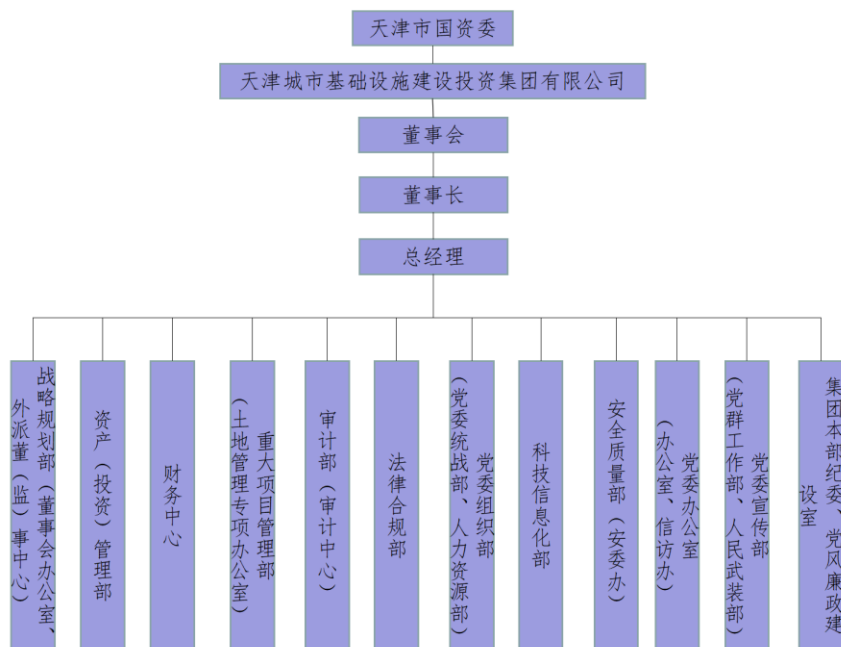 天津市国资委
天津城市基础设施建设投资集团有限公司
董事会
董事长
总经理
战略规划部（董事会办公室、
外派董（监）事中心）
资产（投资）管理部
财务中心
重大项目管理部
（土地管理专项办公室）
审计部（审计中心）
法律合规部
党委组织部
（党委统战部、人力资源部）
科技信息化部
安全质量部（安委办）
党委办公室
（办公室、信访办）
党委宣传部
（党群工作部、人民武装部）
集团本部纪委、党风廉政建
设室